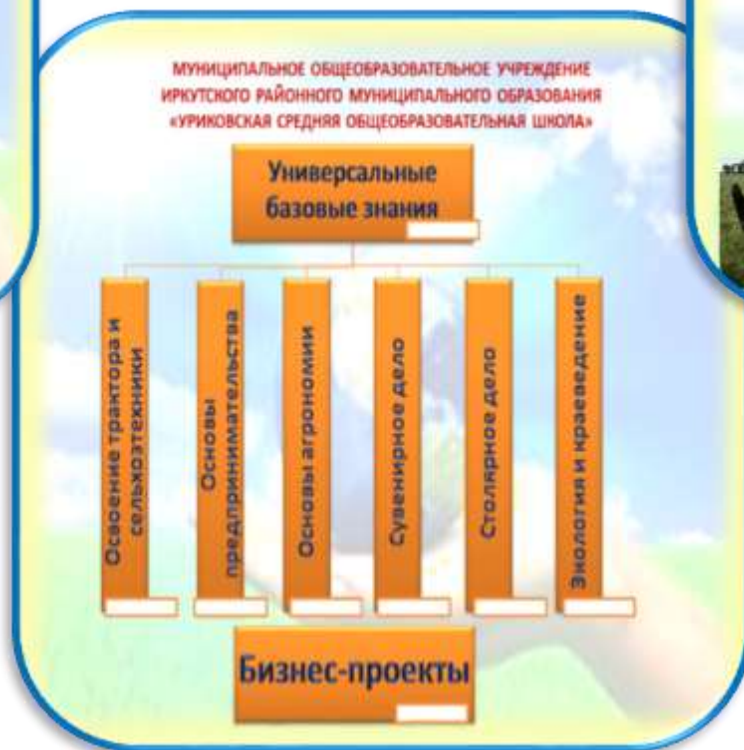 МУНИЦИПАЛЬНОЕ ОБЩЕОБРАЗОВАТЕЛЬНОЕ УЧРЕЖДЕНИЕ
ИРКУТСКОГО РАЙОННОГО МУНИЦИПАЛЬНОГО ОБРАЗОВАНИЯ
«УРИКОВСКАЯ СРЕДНЯЯ ОБЩЕОБРАЗОВАТЕЛЬНАЯ ШКОЛА»
Универсальные
базовые знания
Освоение трактора и
сельхозтехники
Основы
предпринимательства
Основы агрономии
Сувенирное дело
Столярное дело
Экология и краеведение
Бизнес-проекты